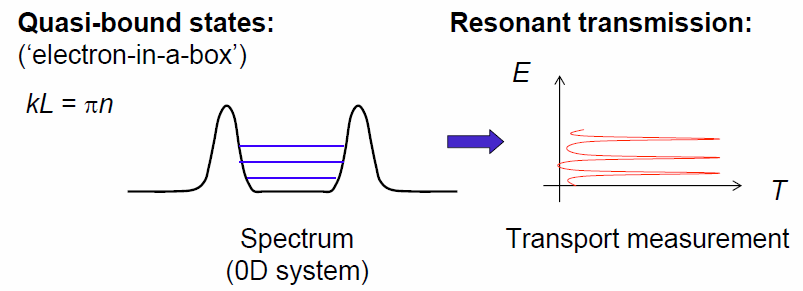 Quasi-bound states:
(‘electron-in-a-box’)
kL = πn
Spectrum
(0D system)
Resonant transmission:
E
T
Transport measurement